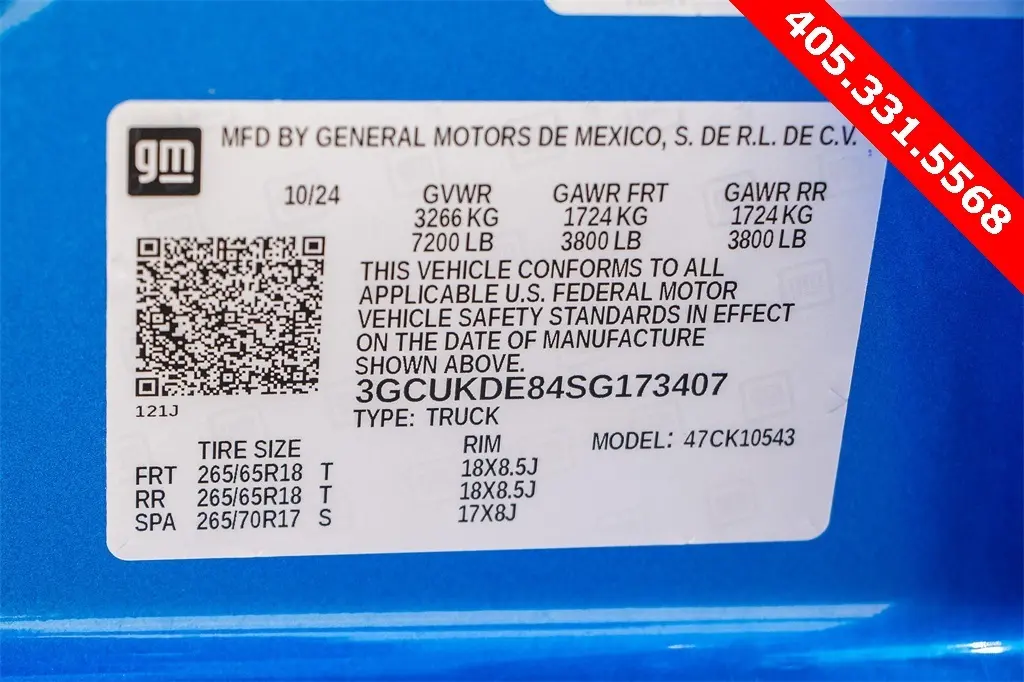 405.331.5568
gm
MFD BY GENERAL MOTORS DE MEXICO, S. DE R.L. DE C.V.
10/24 GVWR GAWR FRT GAWR RR
3266 KG 1724 KG 1724 KG
7200 LB 3800 LB 3800 LB
THIS VEHICLE CONFORMS TO ALL
APPLICABLE U.S. FEDERAL MOTOR
VEHICLE SAFETY STANDARDS IN EFFECT
ON THE DATE OF MANUFACTURE
SHOWN ABOVE.
3GCUKDE84SG173407
121J
TYPE: TRUCK
TIRE SIZE RIM MODEL: 47CK10543
FRT 265/65R18 T 18X8.5J
RR 265/65R18 T 18X8.5J
SPA 265/70R17 S 17X8J